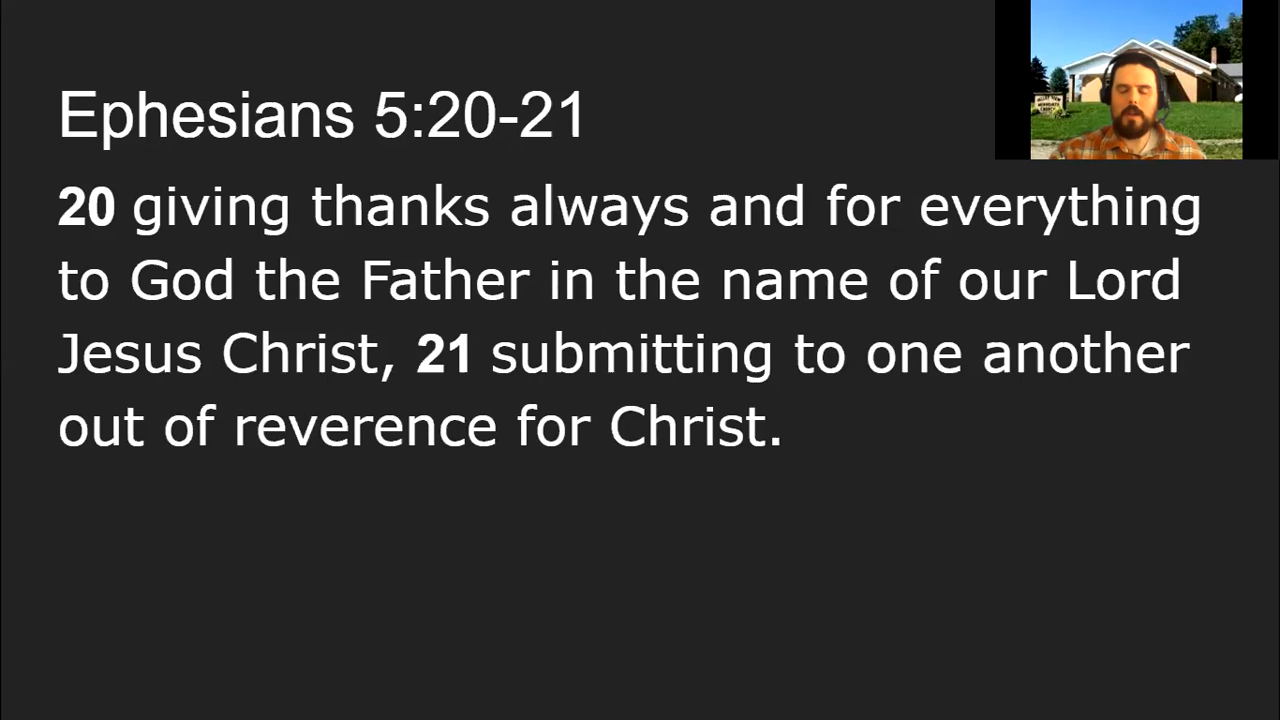 Ephesians 5:20-21
20 giving thanks always and for everything
to God the Father in the name of our Lord
Jesus Christ, 21 submitting to one another
out of reverence for Christ.